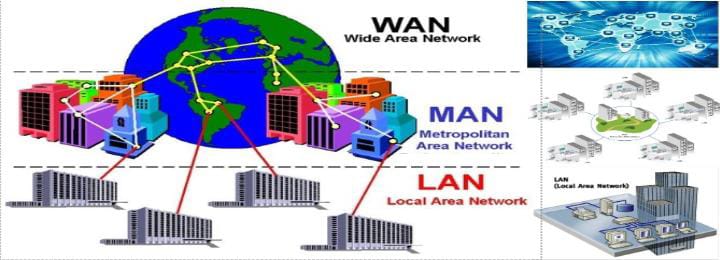 WAN
Wide Area Network
MAN
Metropolitan
Area Network
LAN
Local Area Network
LAN
(Local Area Network)